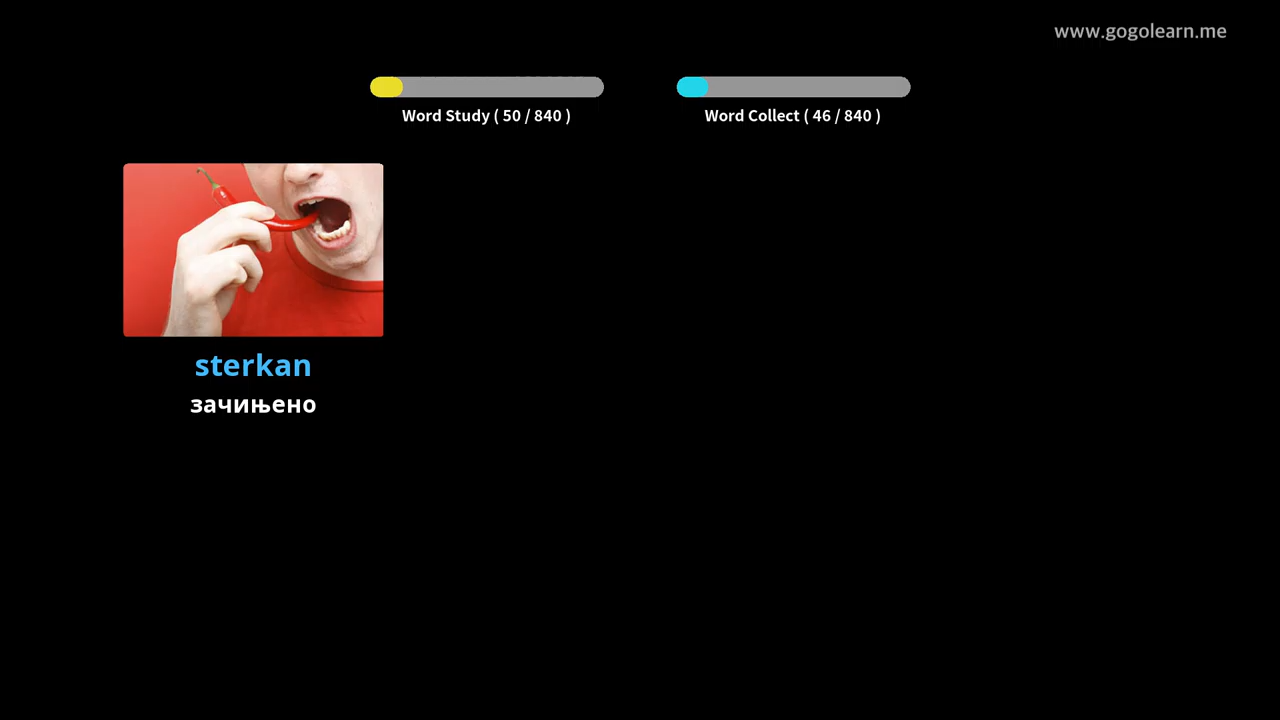 www.gogolearn.me
Word Study ( 50 / 840 )
Word Collect ( 46 / 840 )
sterkan
зачињено